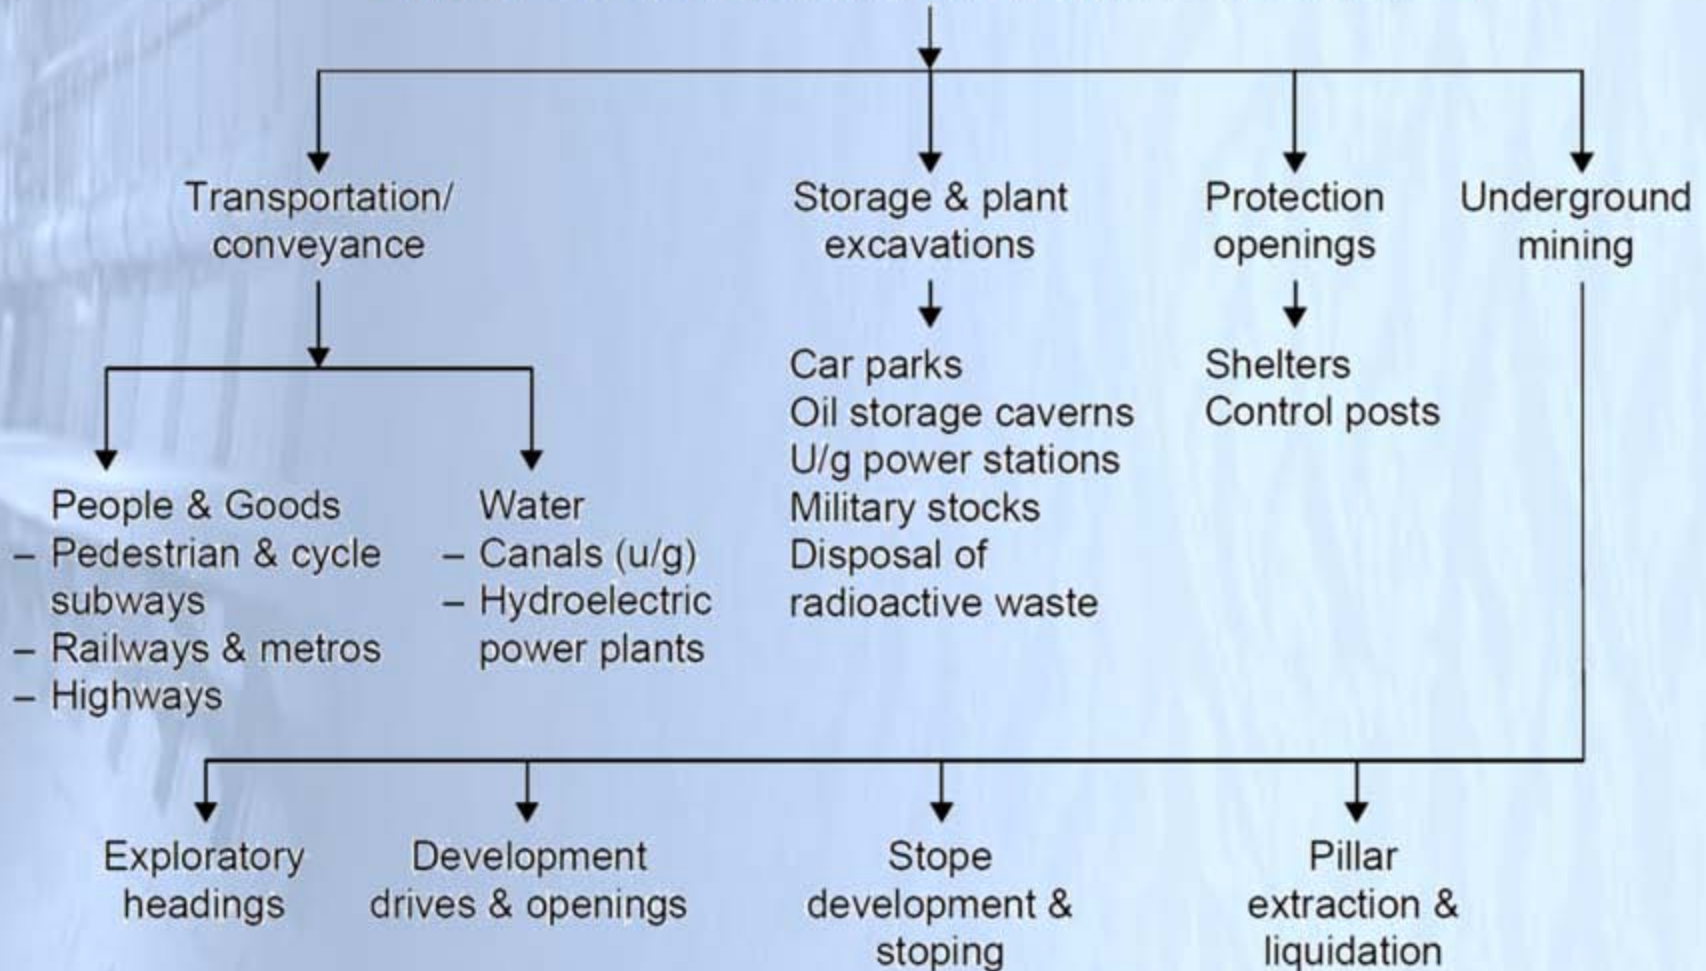 Transportation/
conveyance
Storage & plant
excavations
Protection
openings
Underground
mining
Car parks
Oil storage caverns
U/g power stations
Military stocks
Disposal of
radioactive waste
Shelters
Control posts
People & Goods
– Pedestrian & cycle
subways
– Railways & metros
– Highways
Water
– Canals (u/g)
– Hydroelectric
power plants
Exploratory
headings
Development
drives & openings
Stope
development &
stoping
Pillar
extraction &
liquidation